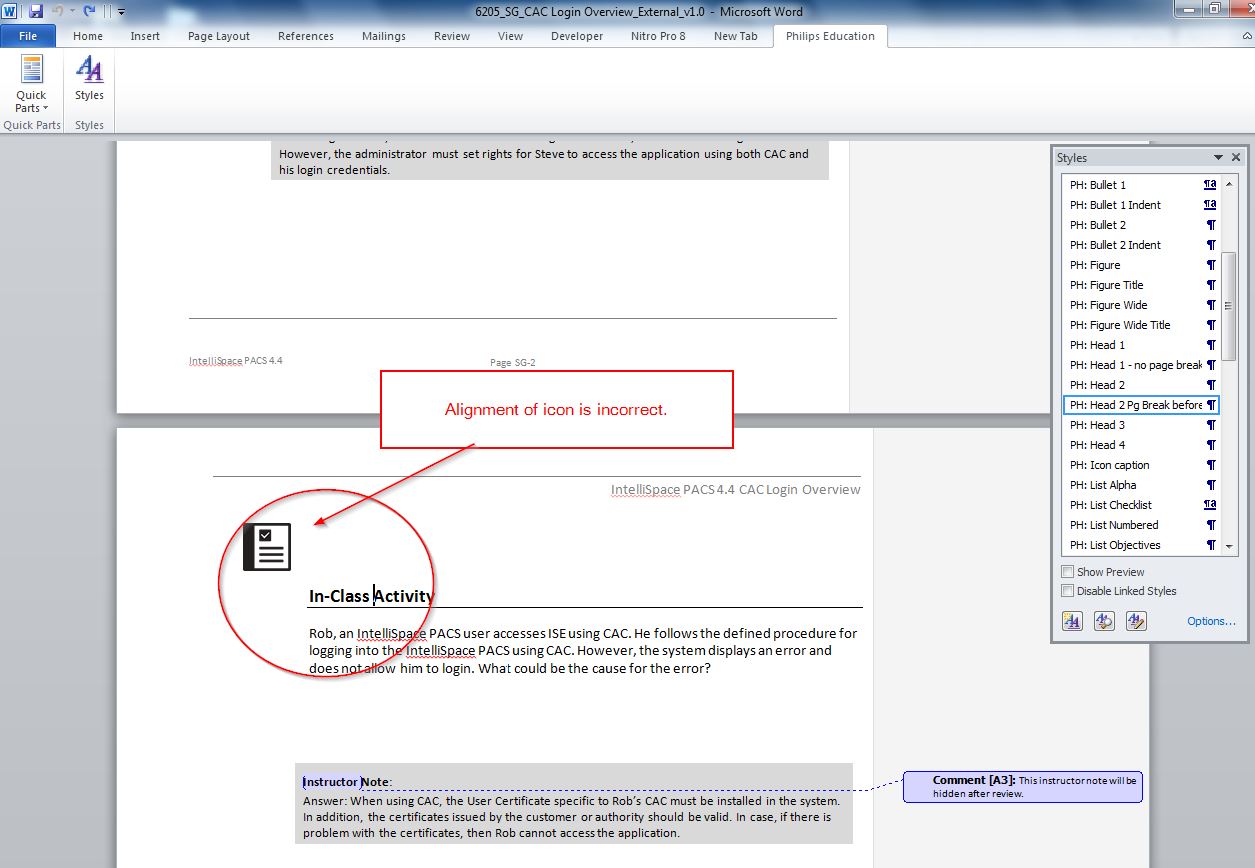 6205_SG_CAC Login Overview_External_v1.0 - Microsoft Word
File Home Insert Page Layout References Mailings Review View Developer Nitro Pro 8 New Tab Philips Education
Quick Parts
Styles
Quick Parts
Styles
However, the administrator must set rights for Steve to access the application using both CAC and
his login credentials.
IntelliSpace PACS 4.4
Page SG-2
Alignment of icon is incorrect.
IntelliSpace PACS 4.4 CAC Login Overview
In-Class Activity
Rob, an IntelliSpace PACS user accesses ISE using CAC. He follows the defined procedure for
logging into the IntelliSpace PACS using CAC. However, the system displays an error and
does not allow him to login. What could be the cause for the error?
Instructor Note:
Answer: When using CAC, the User Certificate specific to Rob's CAC must be installed in the system.
In addition, the certificates issued by the customer or authority should be valid. In case, if there is
problem with the certificates, then Rob cannot access the application.
Comment [A3]: This instructor note will be
hidden after review.
Styles
PH: Bullet 1
PH: Bullet 1 Indent
PH: Bullet 2
PH: Bullet 2 Indent
PH: Figure
PH: Figure Title
PH: Figure Wide
PH: Figure Wide Title
PH: Head 1
PH: Head 1 - no page break
PH: Head 2
PH: Head 2 Pg Break before
PH: Head 3
PH: Head 4
PH: Icon caption
PH: List Alpha
PH: List Checklist
PH: List Numbered
PH: List Objectives
Show Preview
Disable Linked Styles
Options...